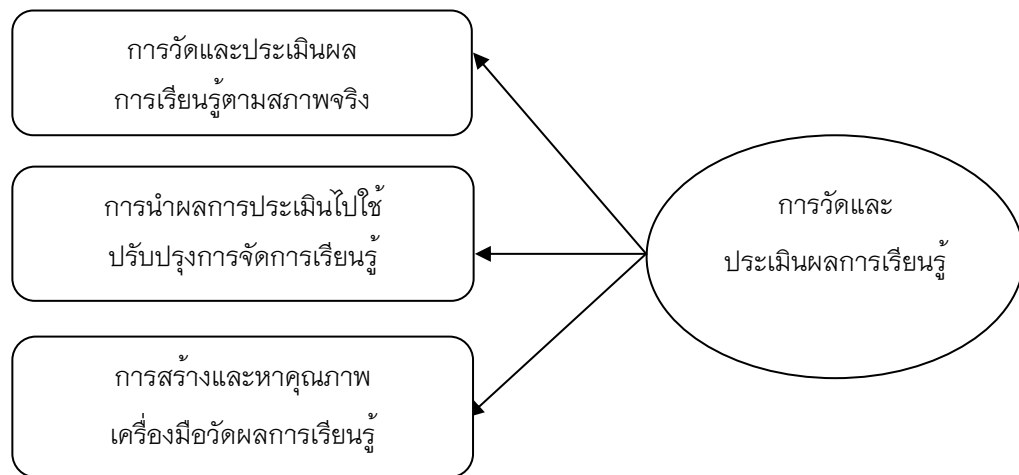 การวัดและประเมินผล
การเรียนรู้ตามสภาพจริง
การนำผลการประเมินไปใช้
ปรับปรุงการจัดการเรียนรู้
การสร้างและหาคุณภาพ
เครื่องมือวัดผลการเรียนรู้
การวัดและ
ประเมินผลการเรียนรู้